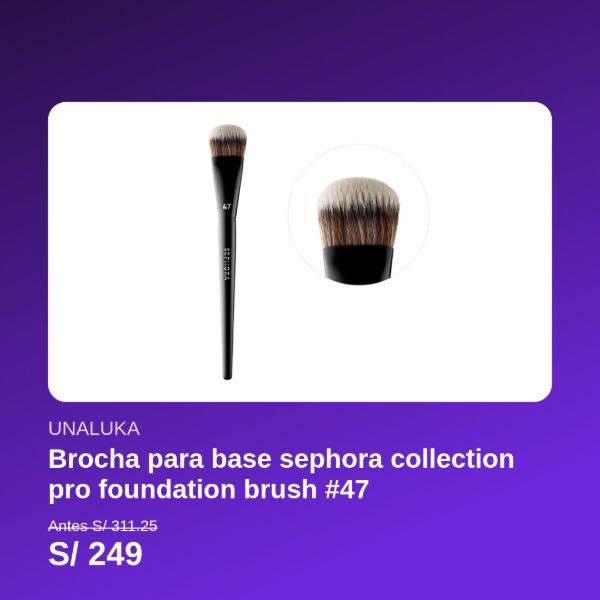 47
SEPHORA
UNALUKA
Brocha para base sephora collection
pro foundation brush #47
Antes S/ 311.25
S/ 249